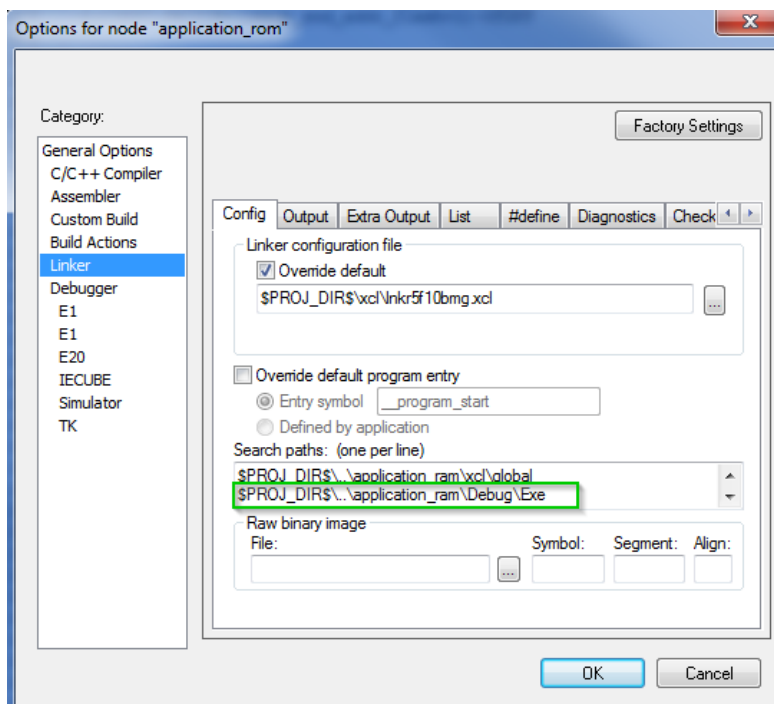 Options for node "application_rom"
Category:
Factory Settings
General Options
C/C++ Compiler
Assembler
Custom Build
Build Actions
Linker
Debugger
E1
E1
E20
IECUBE
Simulator
TK
Config Output Extra Output List #define Diagnostics Check
Linker configuration file
Override default
$PROJ_DIR$\xcl\lnkr5f10bmg.xcl
...
Override default program entry
Entry symbol __program_start
Defined by application
Search paths: (one per line)
$PROJ_DIR$\..\application_ram\xcl\global
$PROJ_DIR$\..\application_ram\Debug\Exe
Raw binary image
File: Symbol: Segment: Align:
...
OK Cancel